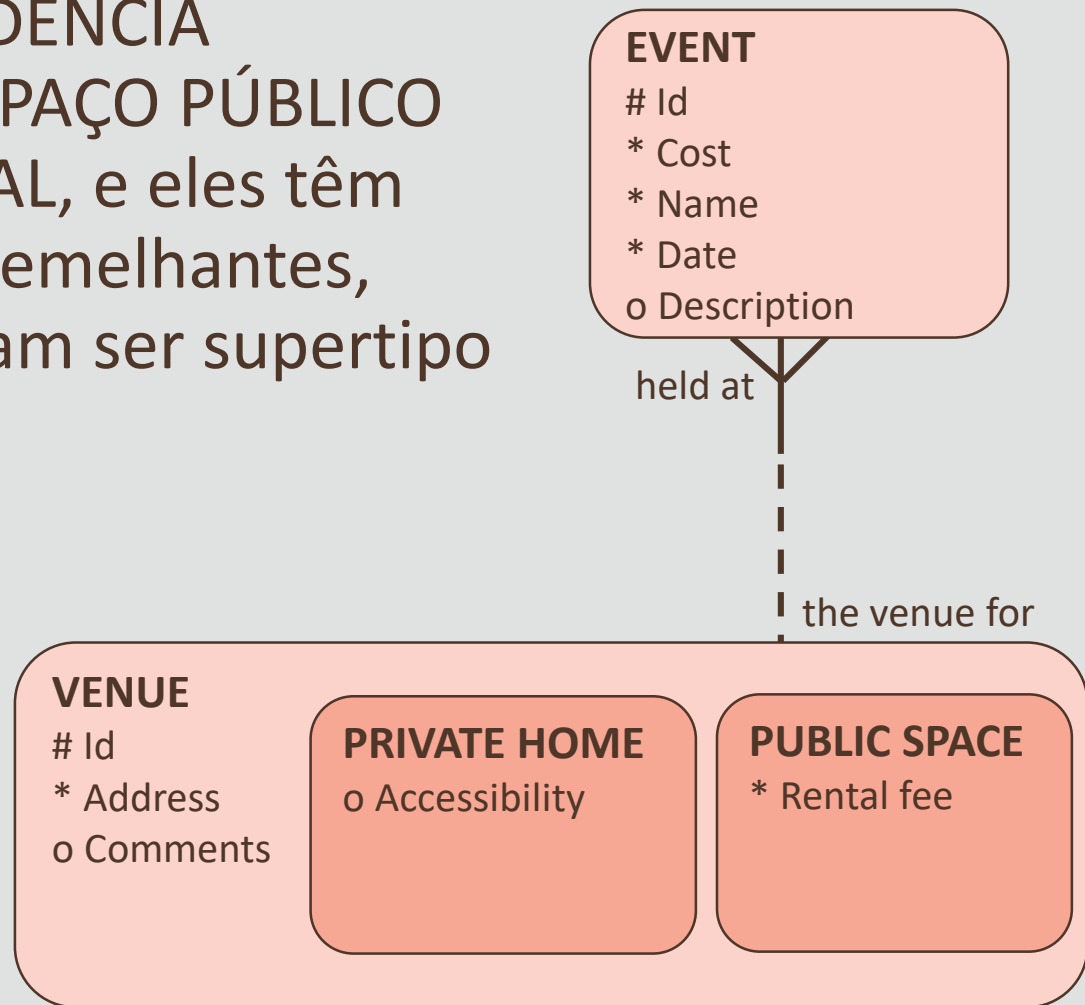 DÊNCIA
PAÇO PÚBLICO
AL, e eles têm
emelhantes,
am ser supertipo
EVENT
# Id
* Cost
* Name
* Date
o Description
held at
the venue for
VENUE
# Id
* Address
o Comments
PRIVATE HOME
o Accessibility
PUBLIC SPACE
* Rental fee